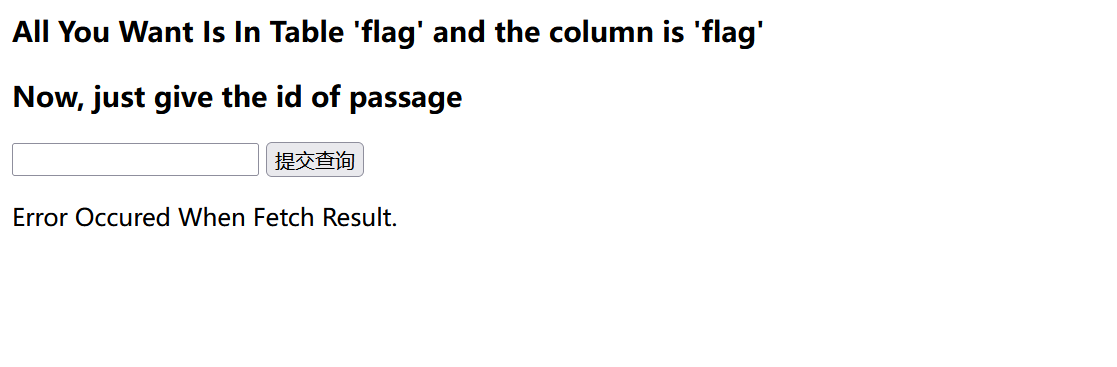 All You Want Is In Table 'flag' and the column is 'flag'
Now, just give the id of passage
提交查询
Error Occured When Fetch Result.